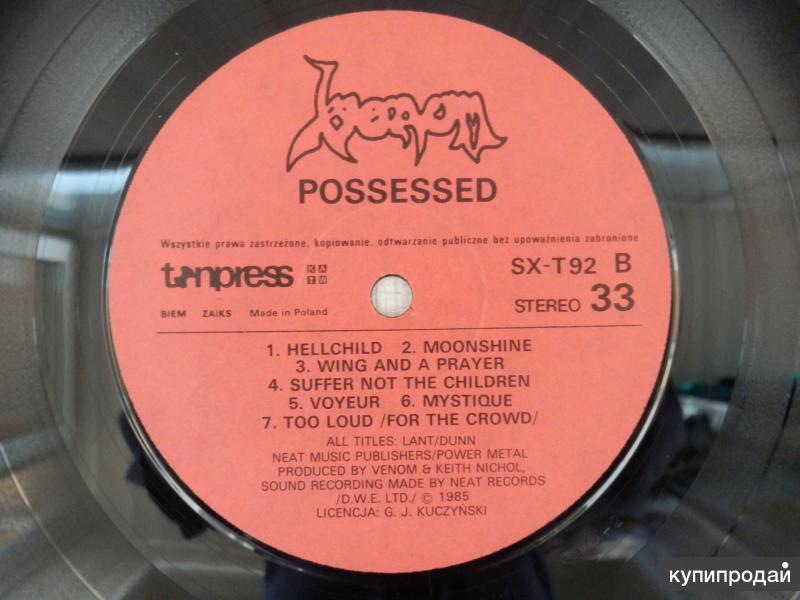 Venom
POSSESSED
Wszystkie prawa zastrzeżone, kopiowanie, odtwarzanie publiczne bez upoważnienia zabronione
tonpress KATW
SX-T92 B
BIEM ZAIKS Made in Poland
STEREO 33
1. HELLCHILD 2. MOONSHINE
3. WING AND A PRAYER
4. SUFFER NOT THE CHILDREN
5. VOYEUR 6. MYSTIQUE
7. TOO LOUD /FOR THE CROWD/
ALL TITLES: LANT/DUNN
NEAT MUSIC PUBLISHERS/POWER METAL
PRODUCED BY VENOM & KEITH NICHOL,
SOUND RECORDING MADE BY NEAT RECORDS
/D.W.E. LTD./ © 1985
LICENCJA: G. J. KUCZYŃSKI
купипродай